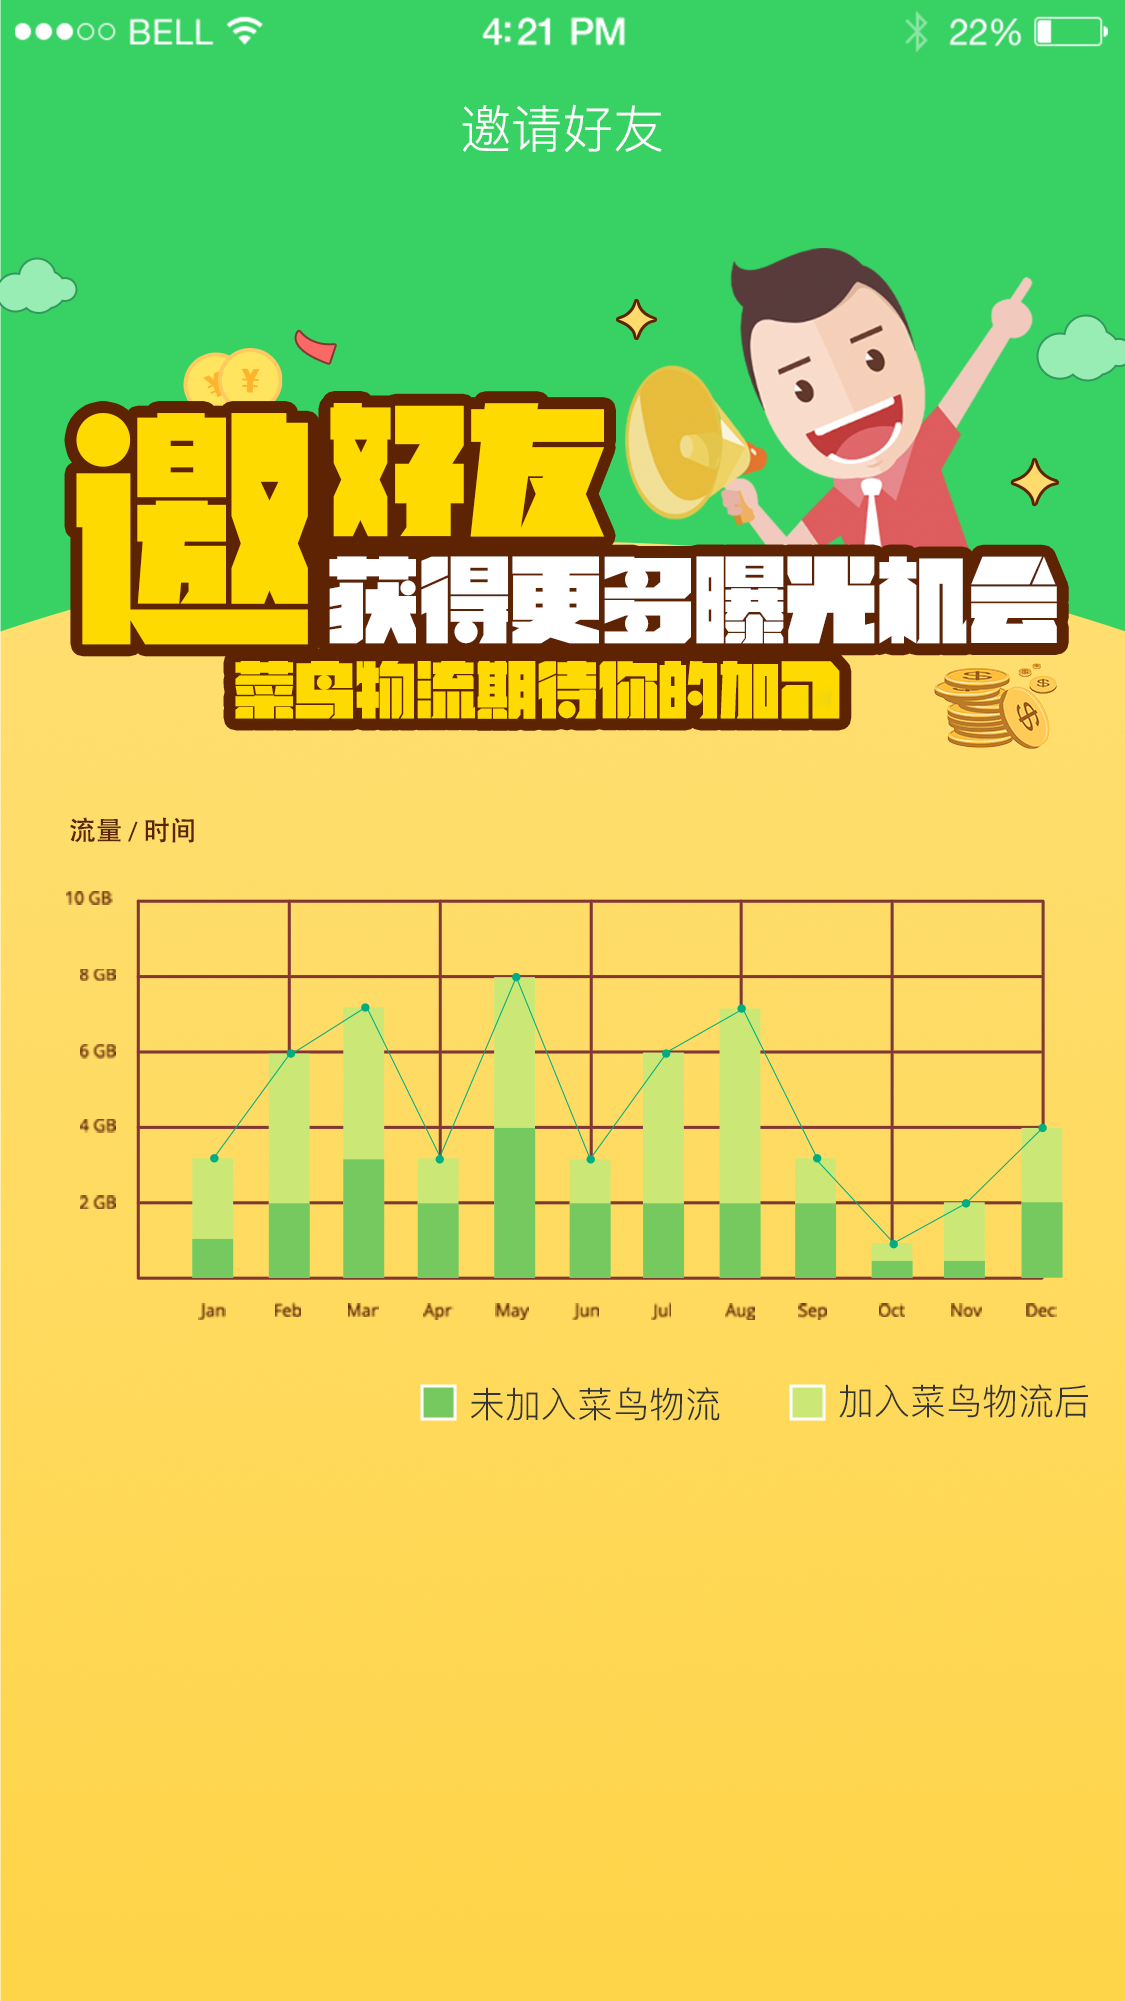 BELL 4:21 PM 22%
邀请好友
邀好友
获得更多曝光机会
菜鸟物流期待你的加
流量 / 时间
10 GB
8 GB
6 GB
4 GB
2 GB
Jan Feb Mar Apr May Jun Jul Aug Sep Oct Nov Dec
未加入菜鸟物流 加入菜鸟物流后